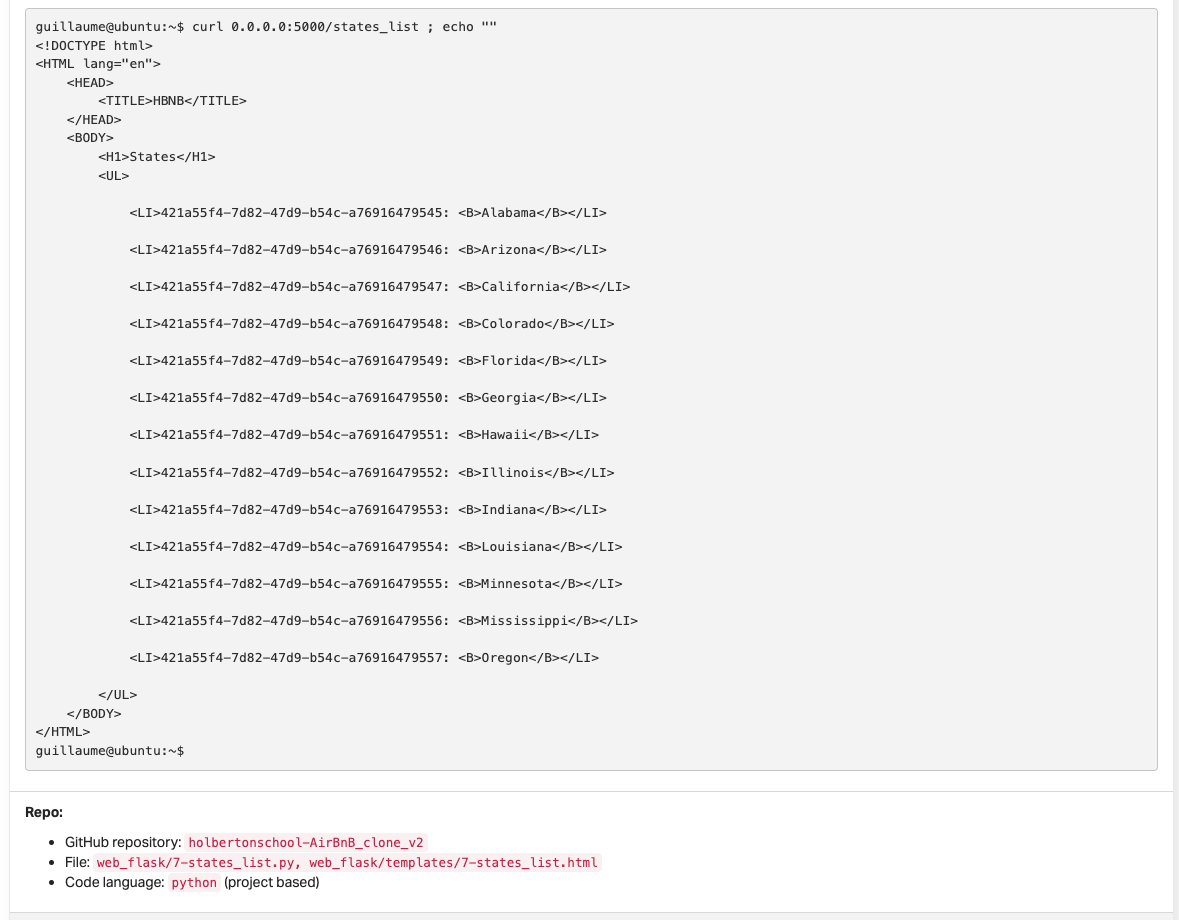 guillaume@ubuntu:~$ curl 0.0.0.0:5000/states_list ; echo ""
<!DOCTYPE html>
<HTML lang="en">
    <HEAD>
        <TITLE>HBNB</TITLE>
    </HEAD>
    <BODY>
        <H1>States</H1>
        <UL>
            <LI>421a55f4-7d82-47d9-b54c-a76916479545: <B>Alabama</B></LI>
            <LI>421a55f4-7d82-47d9-b54c-a76916479546: <B>Arizona</B></LI>
            <LI>421a55f4-7d82-47d9-b54c-a76916479547: <B>California</B></LI>
            <LI>421a55f4-7d82-47d9-b54c-a76916479548: <B>Colorado</B></LI>
            <LI>421a55f4-7d82-47d9-b54c-a76916479549: <B>Florida</B></LI>
            <LI>421a55f4-7d82-47d9-b54c-a76916479550: <B>Georgia</B></LI>
            <LI>421a55f4-7d82-47d9-b54c-a76916479551: <B>Hawaii</B></LI>
            <LI>421a55f4-7d82-47d9-b54c-a76916479552: <B>Illinois</B></LI>
            <LI>421a55f4-7d82-47d9-b54c-a76916479553: <B>Indiana</B></LI>
            <LI>421a55f4-7d82-47d9-b54c-a76916479554: <B>Louisiana</B></LI>
            <LI>421a55f4-7d82-47d9-b54c-a76916479555: <B>Minnesota</B></LI>
            <LI>421a55f4-7d82-47d9-b54c-a76916479556: <B>Mississippi</B></LI>
            <LI>421a55f4-7d82-47d9-b54c-a76916479557: <B>Oregon</B></LI>
        </UL>
    </BODY>
</HTML>
guillaume@ubuntu:~$
Repo:
• GitHub repository: holbertonschool-AirBnB_clone_v2
• File: web_flask/7-states_list.py, web_flask/templates/7-states_list.html
• Code language: python (project based)